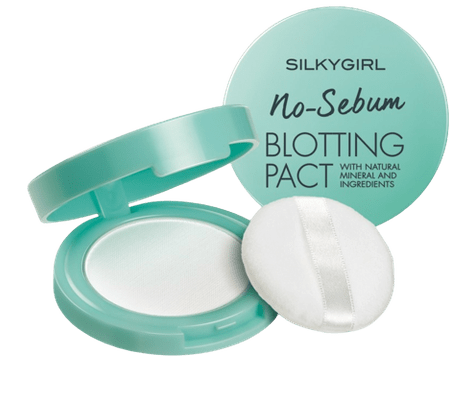 SILKYGIRL
No-Sebum
BLOTTING
PACT WITH NATURAL
MINERAL AND
INGREDIENTS